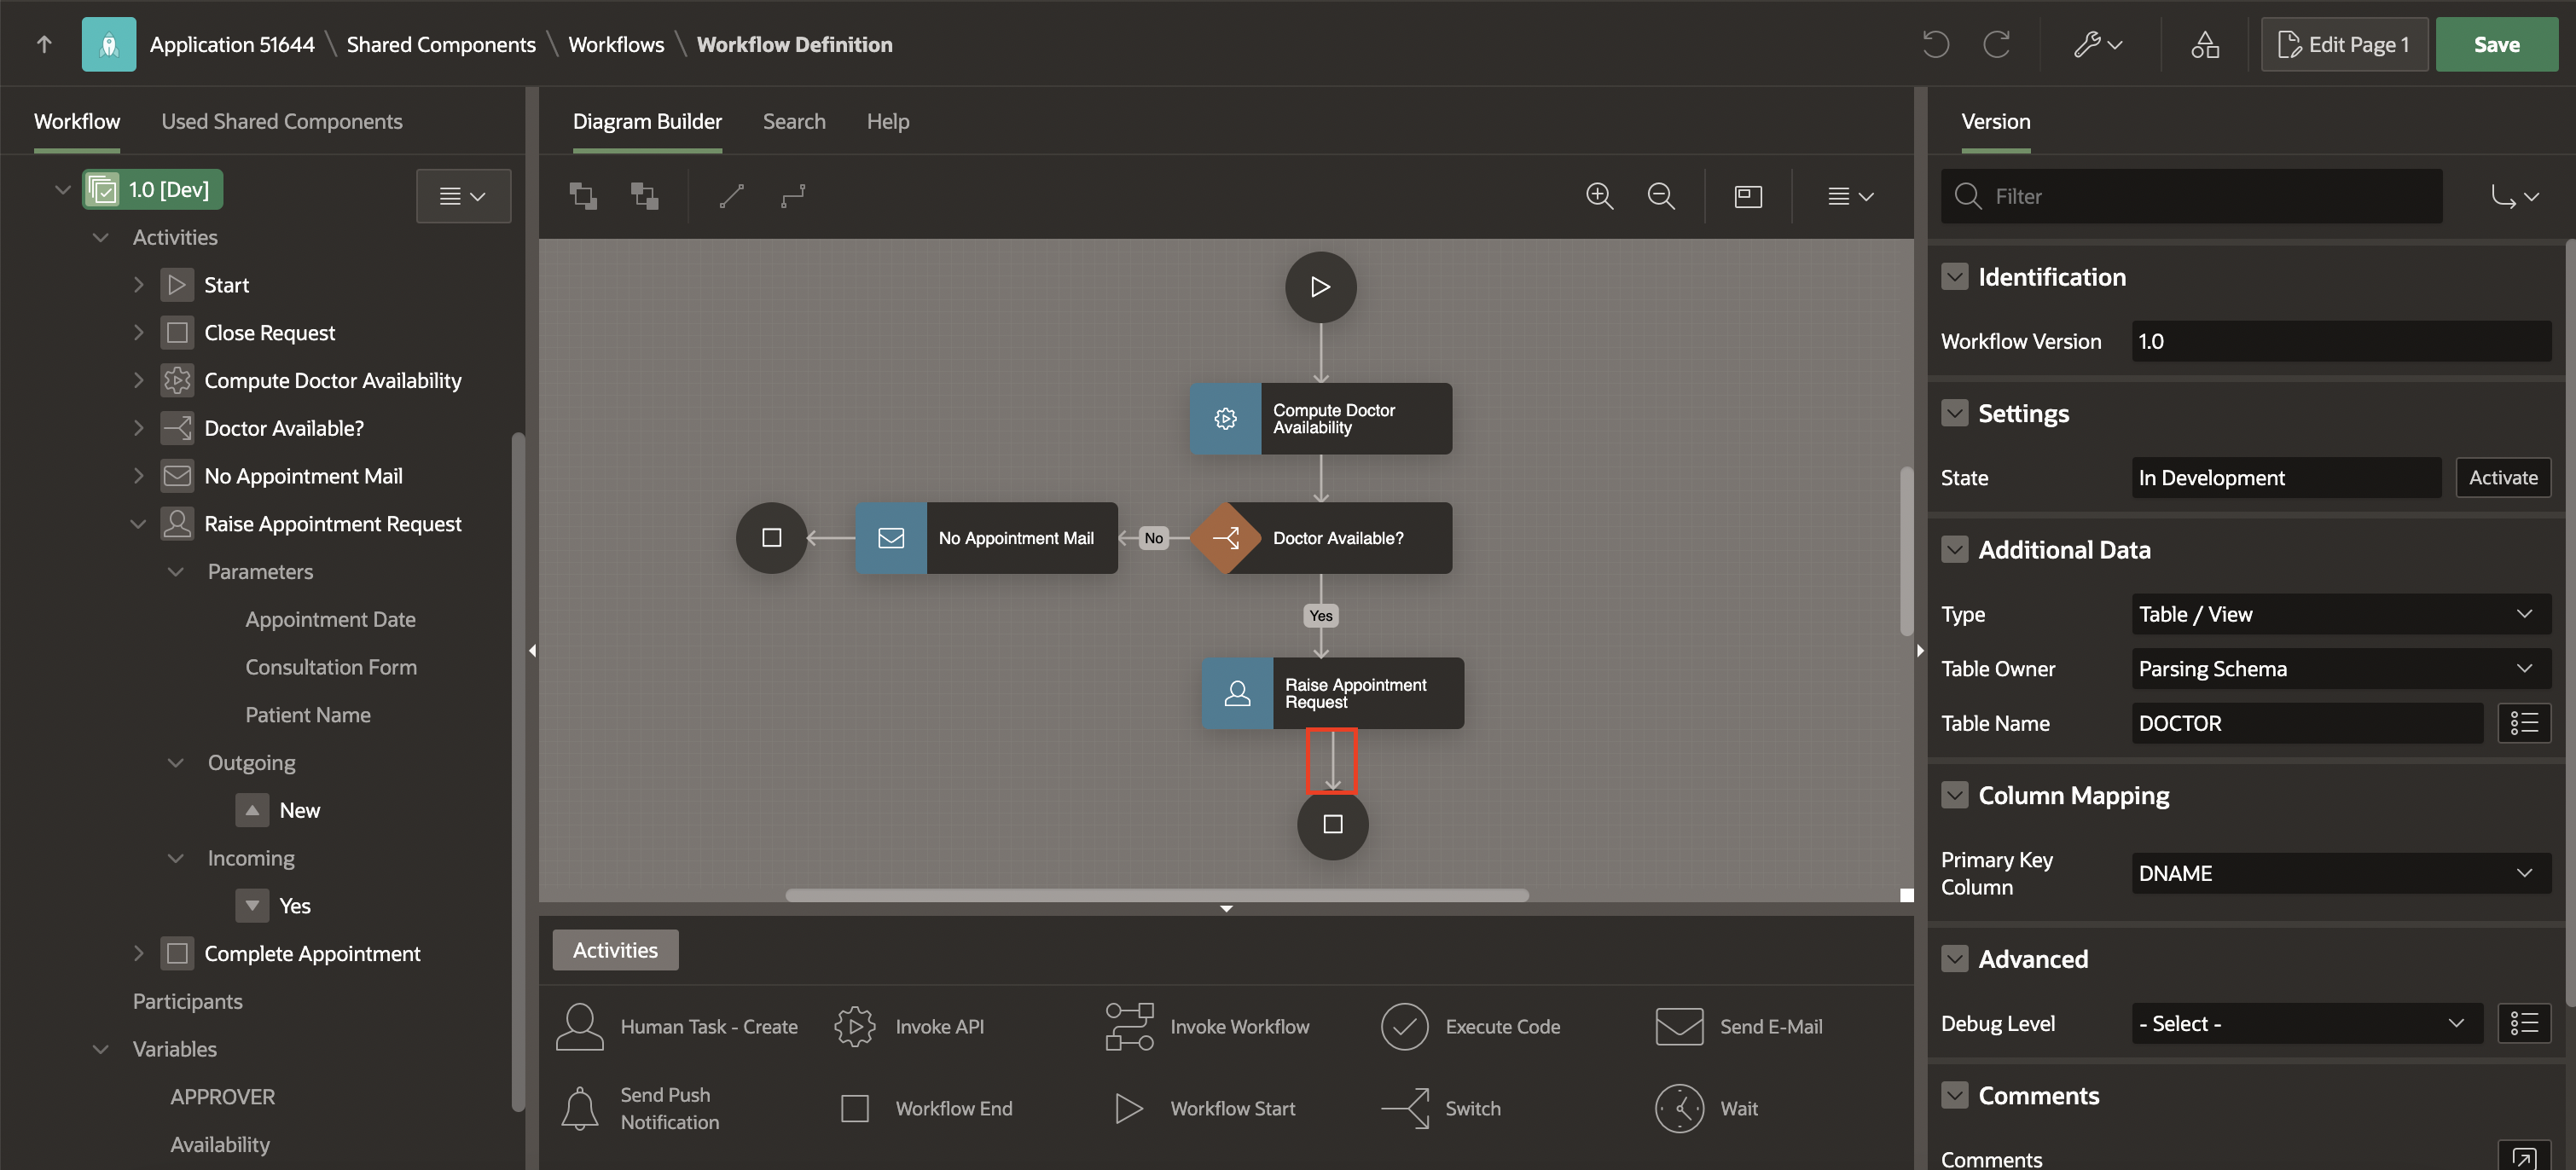 Application 51644 \ Shared Components \ Workflows \ Workflow Definition
Edit Page 1
Save
Workflow
Used Shared Components
1.0 [Dev]
Activities
Start
Close Request
Compute Doctor Availability
Doctor Available?
No Appointment Mail
Raise Appointment Request
Parameters
Appointment Date
Consultation Form
Patient Name
Outgoing
New
Incoming
Yes
Complete Appointment
Participants
Variables
APPROVER
Availability
Diagram Builder
Search
Help
Compute Doctor
Availability
No Appointment Mail
No
Doctor Available?
Yes
Raise Appointment
Request
Activities
Human Task - Create
Invoke API
Invoke Workflow
Execute Code
Send E-Mail
Send Push
Notification
Workflow End
Workflow Start
Switch
Wait
Version
Filter
Identification
Workflow Version
1.0
Settings
State
In Development
Activate
Additional Data
Type
Table / View
Table Owner
Parsing Schema
Table Name
DOCTOR
Column Mapping
Primary Key
Column
DNAME
Advanced
Debug Level
- Select -
Comments
Comments